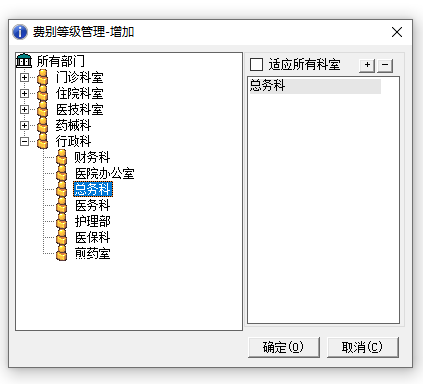 费别等级管理-增加
所有部门
门诊科室
住院科室
医技科室
药械科
行政科
财务科
医院办公室
总务科
医务科
护理部
医保科
煎药室
适应所有科室
+ -
总务科
确定(O) 取消(C)